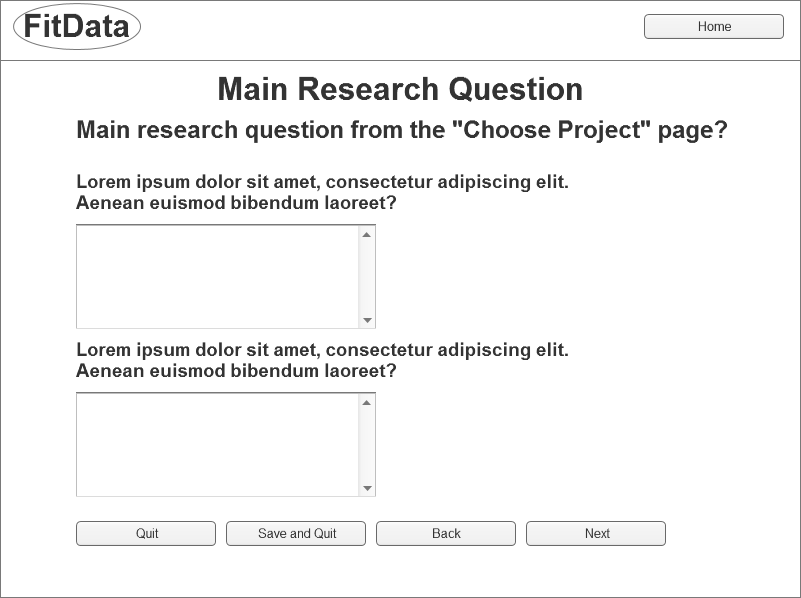 FitData
Home
Main Research Question
Main research question from the "Choose Project" page?
Lorem ipsum dolor sit amet, consectetur adipiscing elit.
Aenean euismod bibendum laoreet?
Lorem ipsum dolor sit amet, consectetur adipiscing elit.
Aenean euismod bibendum laoreet?
Quit
Save and Quit
Back
Next